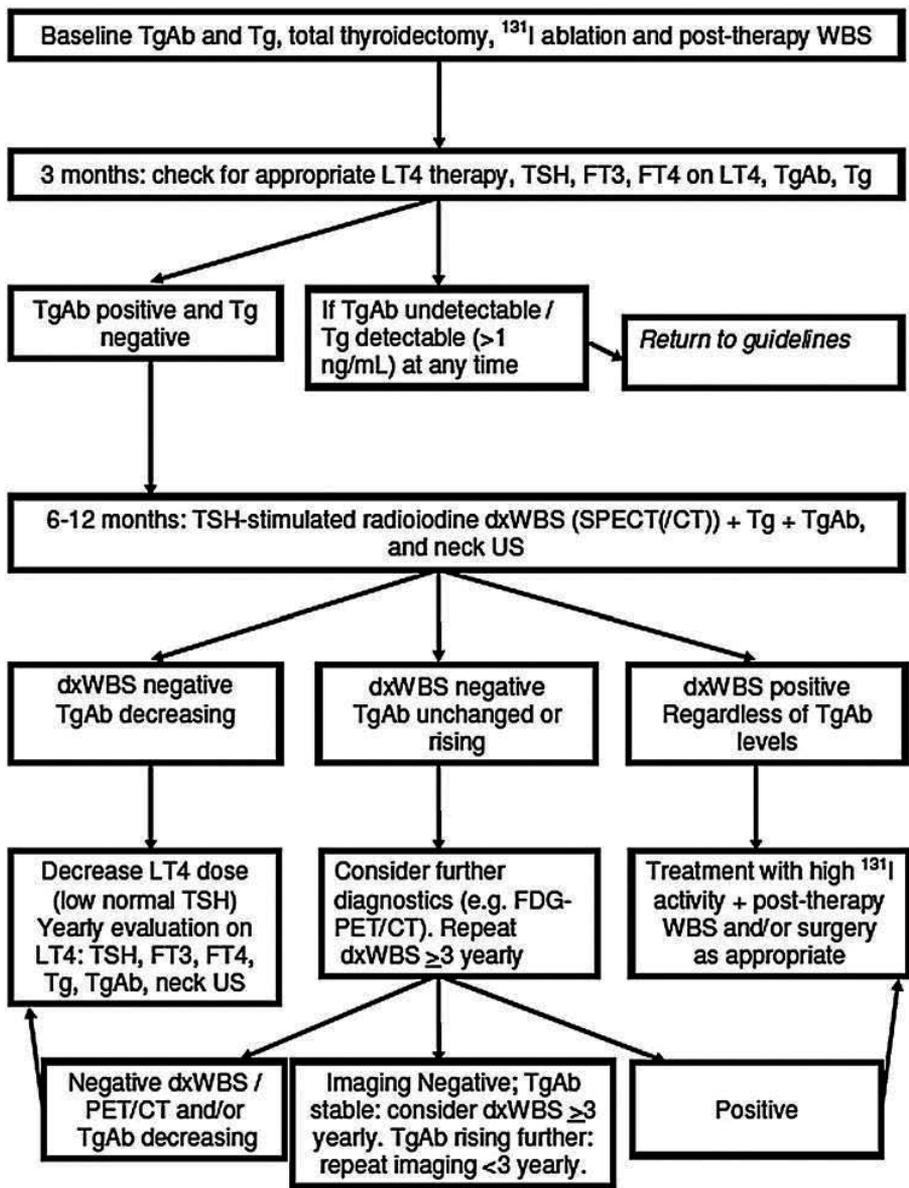 Baseline TgAb and Tg, total thyroidectomy, ¹³¹I ablation and post-therapy WBS
3 months: check for appropriate LT4 therapy, TSH, FT3, FT4 on LT4, TgAb, Tg
TgAb positive and Tg
negative
If TgAb undetectable /
Tg detectable (>1
ng/mL) at any time
Return to guidelines
6-12 months: TSH-stimulated radioiodine dxWBS (SPECT(/CT)) + Tg + TgAb,
and neck US
dxWBS negative
TgAb decreasing
dxWBS negative
TgAb unchanged or
rising
dxWBS positive
Regardless of TgAb
levels
Decrease LT4 dose
(low normal TSH)
Yearly evaluation on
LT4: TSH, FT3, FT4,
Tg, TgAb, neck US
Consider further
diagnostics (e.g. FDG-
PET/CT). Repeat
dxWBS ≥3 yearly
Treatment with high ¹³¹I
activity + post-therapy
WBS and/or surgery
as appropriate
Negative dxWBS /
PET/CT and/or
TgAb decreasing
Imaging Negative; TgAb
stable: consider dxWBS ≥3
yearly. TgAb rising further:
repeat imaging <3 yearly.
Positive